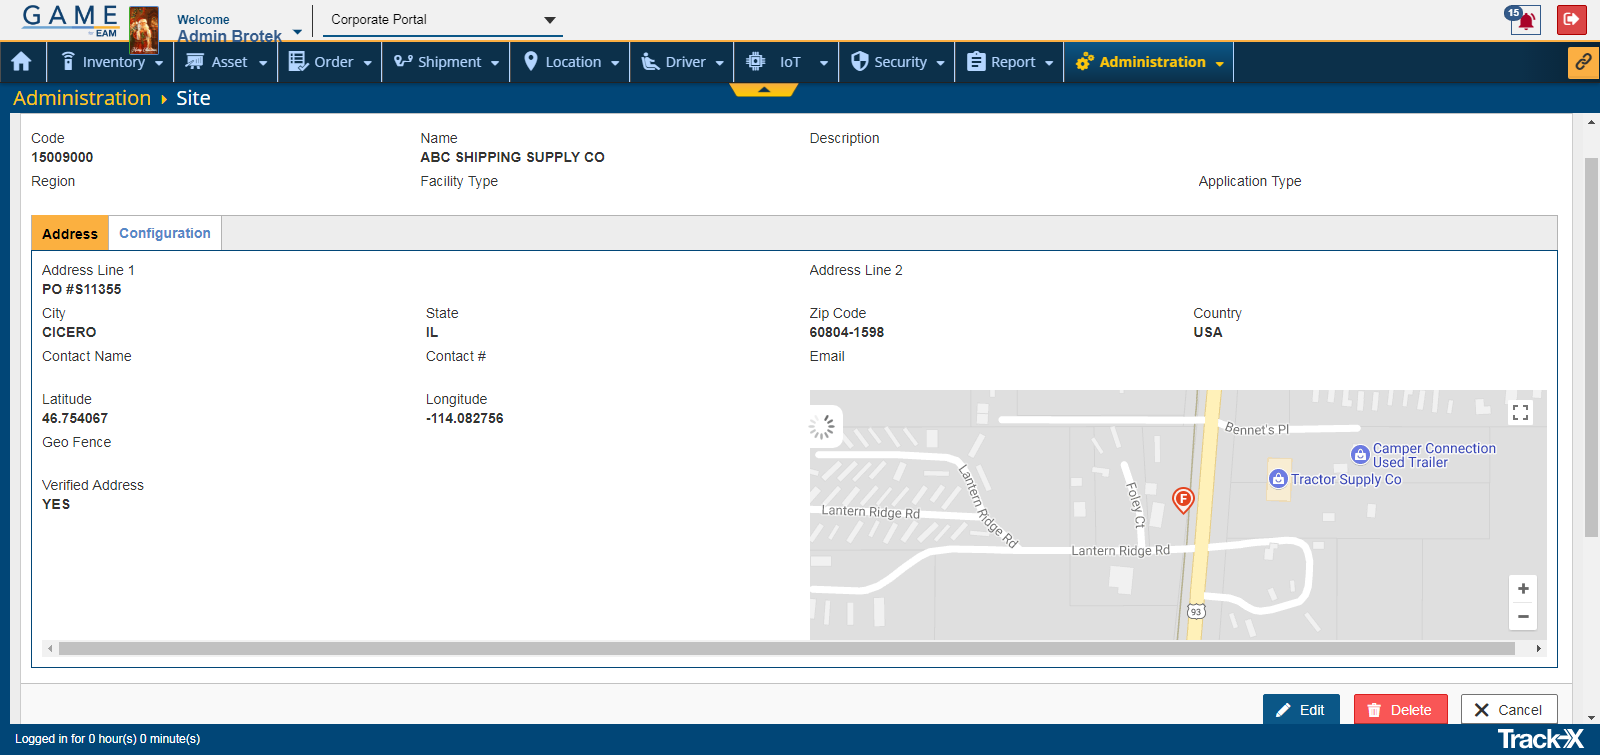 GAME
by EAM
Welcome
Admin Brotek
Corporate Portal
15
Inventory
Asset
Order
Shipment
Location
Driver
IoT
Security
Report
Administration
Administration Site
Code
15009000
Name
ABC SHIPPING SUPPLY CO
Description
Region
Facility Type
Application Type
Address
Configuration
Address Line 1
PO #S11355
Address Line 2
City
CICERO
State
IL
Zip Code
60804-1598
Country
USA
Contact Name
Contact #
Email
Latitude
46.754067
Longitude
-114.082756
Geo Fence
Verified Address
YES
Bennet's Pl
Camper Connection
Used Trailer
Tractor Supply Co
F
Foley Ct
Lantern Ridge Rd
Lantern Ridge Rd
Lantern Ridge Rd
93
+
−
Edit
Delete
Cancel
Logged in for 0 hour(s) 0 minute(s)
Track-X